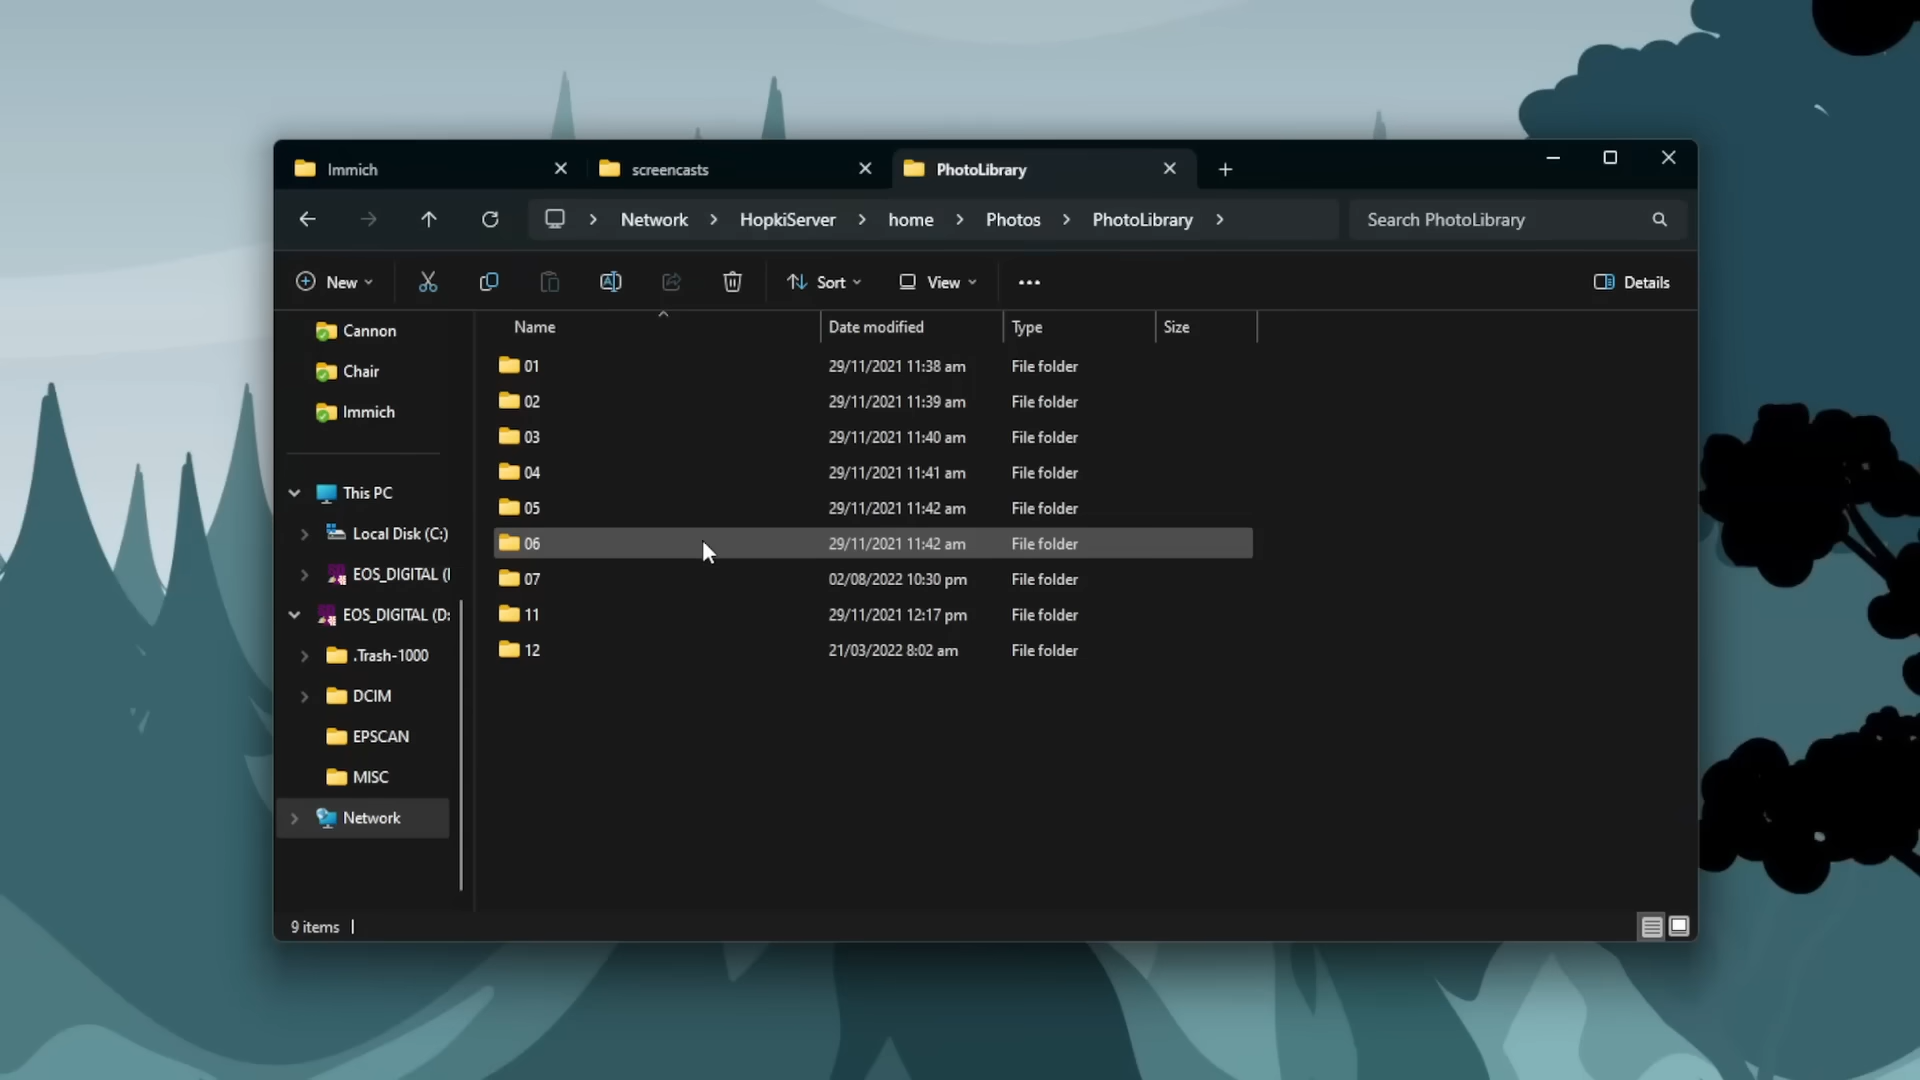 Immich
screencasts
PhotoLibrary
Network > HopkiServer > home > Photos > PhotoLibrary >
Search PhotoLibrary
New
Sort
View
Details
Cannon
Chair
Immich
This PC
Local Disk (C:)
EOS_DIGITAL (
EOS_DIGITAL (D:
.Trash-1000
DCIM
EPSCAN
MISC
Network
Name Date modified Type Size
01 29/11/2021 11:38 am File folder
02 29/11/2021 11:39 am File folder
03 29/11/2021 11:40 am File folder
04 29/11/2021 11:41 am File folder
05 29/11/2021 11:42 am File folder
06 29/11/2021 11:42 am File folder
07 02/08/2022 10:30 pm File folder
11 29/11/2021 12:17 pm File folder
12 21/03/2022 8:02 am File folder
9 items